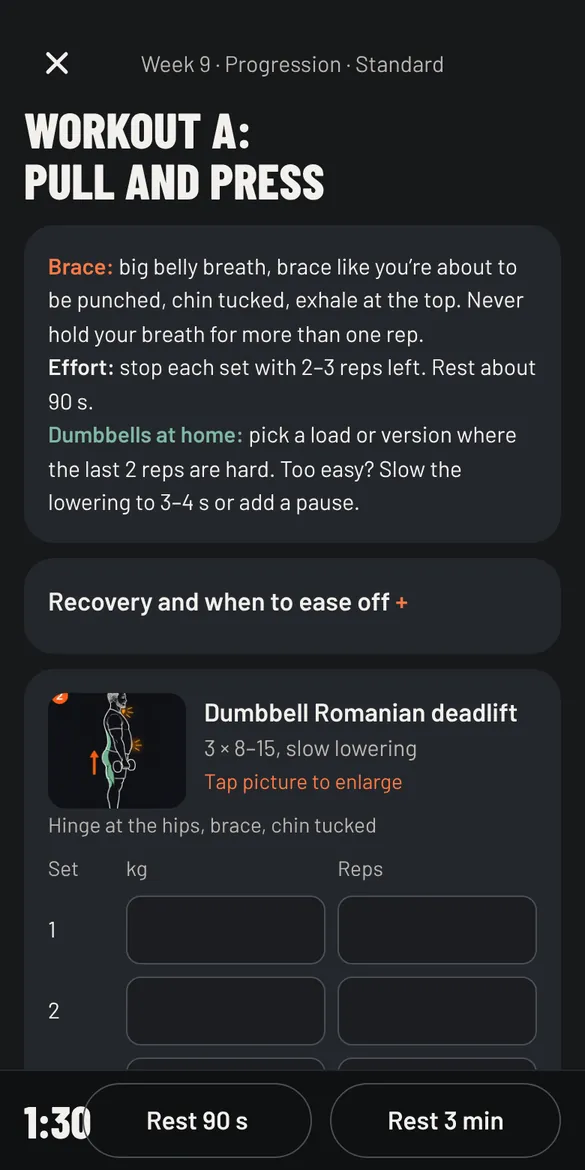 Week 9 · Progression · Standard
WORKOUT A:
PULL AND PRESS
Brace: big belly breath, brace like you’re about to
be punched, chin tucked, exhale at the top. Never
hold your breath for more than one rep.
Effort: stop each set with 2–3 reps left. Rest about
90 s.
Dumbbells at home: pick a load or version where
the last 2 reps are hard. Too easy? Slow the
lowering to 3–4 s or add a pause.
Recovery and when to ease off +
2
Dumbbell Romanian deadlift
3 × 8–15, slow lowering
Tap picture to enlarge
Hinge at the hips, brace, chin tucked
Set kg Reps
1
2
1:30 Rest 90 s Rest 3 min